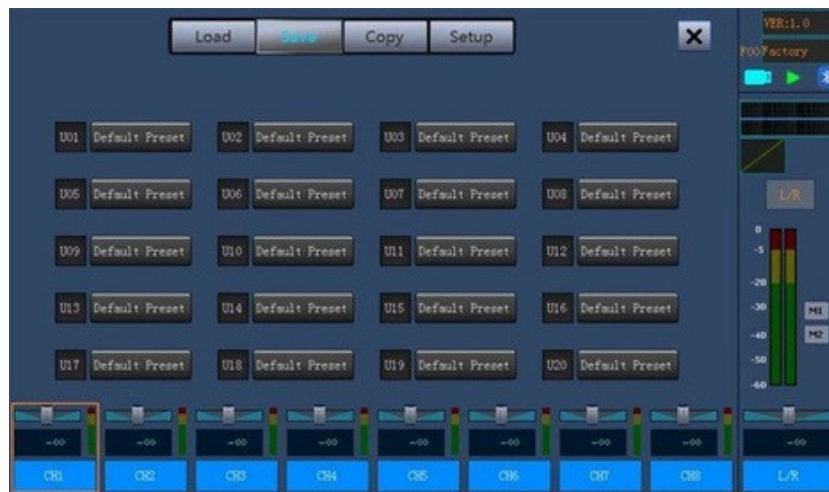 Load Save Copy Setup X VER:1.0
F00 Factory
U01 Default Preset U02 Default Preset U03 Default Preset U04 Default Preset
U05 Default Preset U06 Default Preset U07 Default Preset U08 Default Preset L/R
0
U09 Default Preset U10 Default Preset U11 Default Preset U12 Default Preset -5
-20
U13 Default Preset U14 Default Preset U15 Default Preset U16 Default Preset -30 M1
-40 M2
U17 Default Preset U18 Default Preset U19 Default Preset U20 Default Preset -50
-60
-∞ -∞ -∞ -∞ -∞ -∞ -∞ -∞ -∞
CH1 CH2 CH3 CH4 CH5 CH6 CH7 CH8 L/R